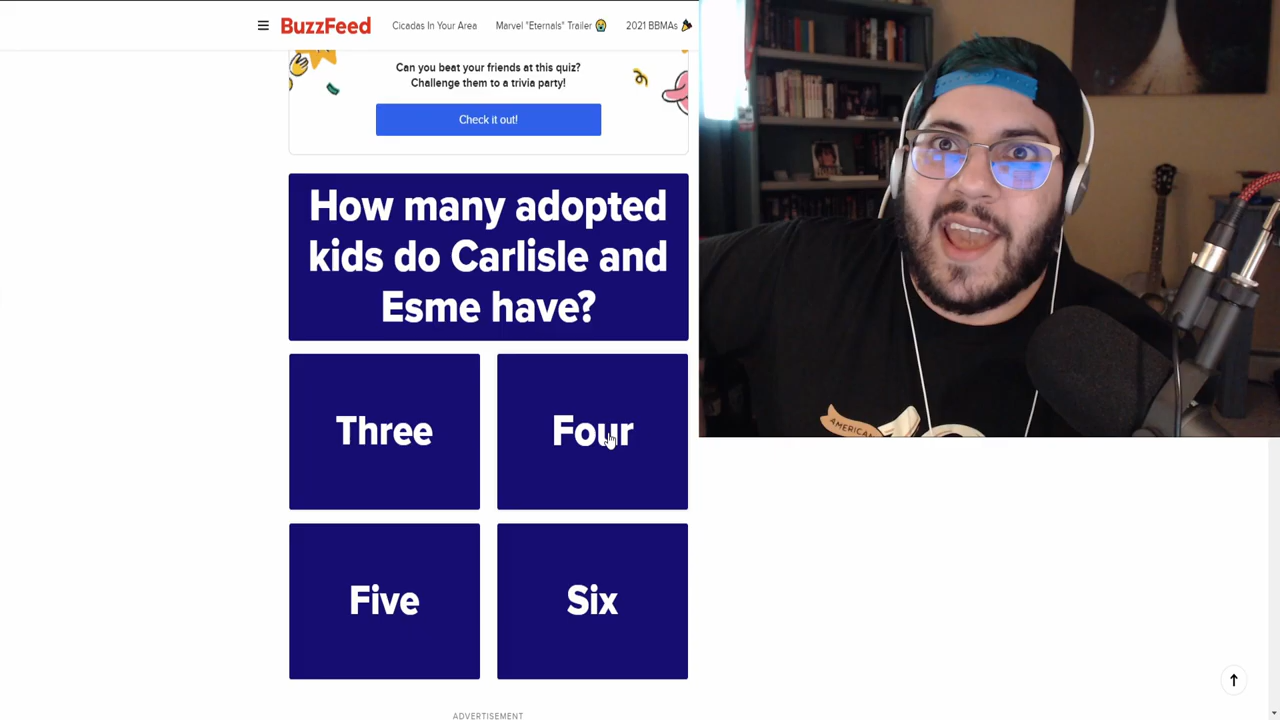 BuzzFeed
Cicadas In Your Area
Marvel "Eternals" Trailer 😭
2021 BBMAs 🎤
Can you beat your friends at this quiz?
Challenge them to a trivia party!
Check it out!
How many adopted
kids do Carlisle and
Esme have?
Three
Four
Five
Six
AMERICAN
ADVERTISEMENT